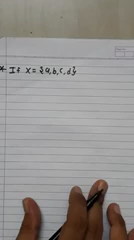 * If X = {a, b, c, d}